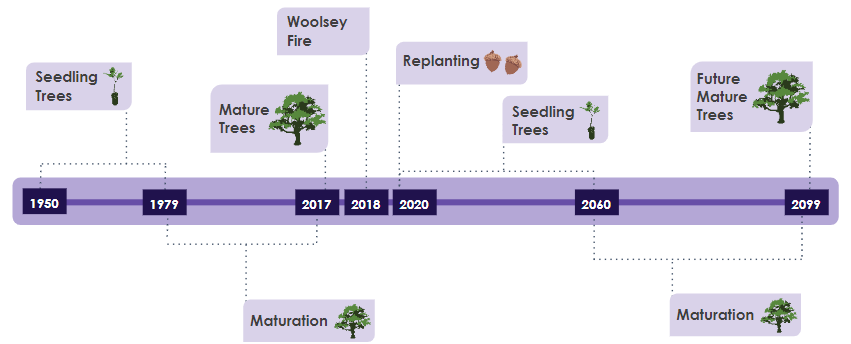 Woolsey
Fire
Seedling
Trees
Mature
Trees
Replanting
Seedling
Trees
Future
Mature
Trees
1950
1979
2017
2018
2020
2060
2099
Maturation
Maturation